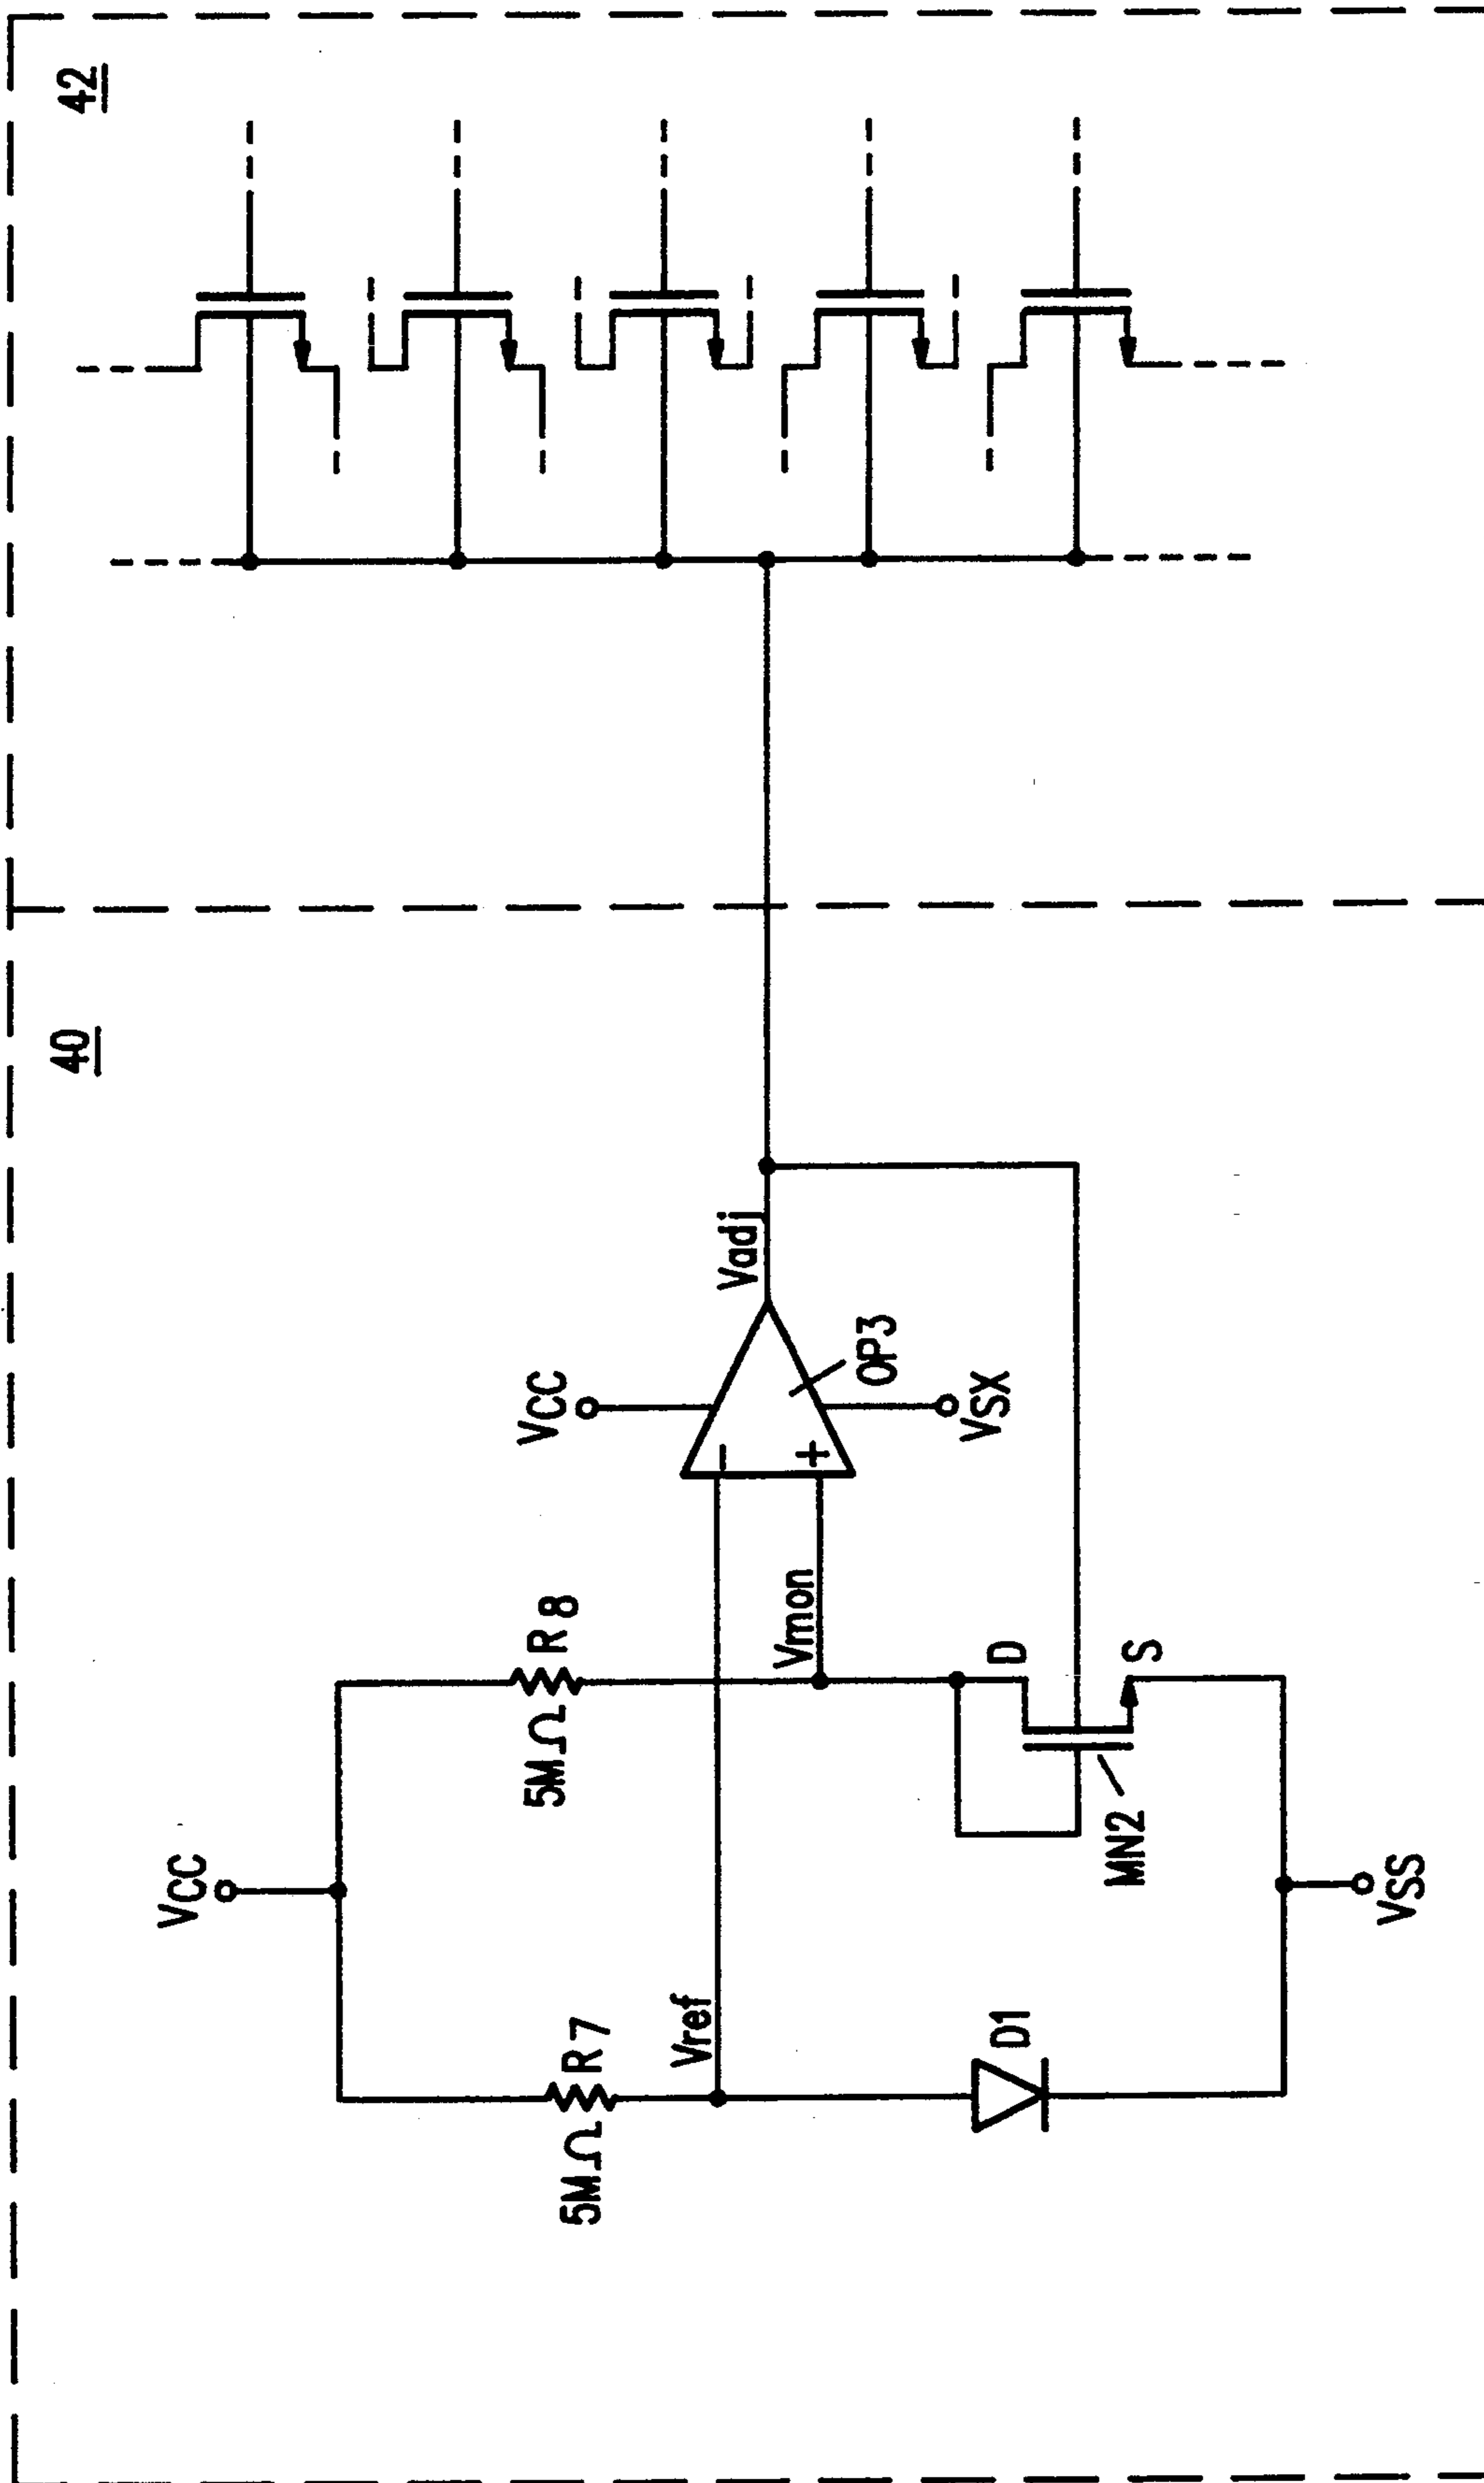 40
42
VCC
5MΩ R7
5MΩ R8
Vref
Vmon
VCC
−
+
OP3
VSX
Vadj
D1
D
S
MN2
VSS